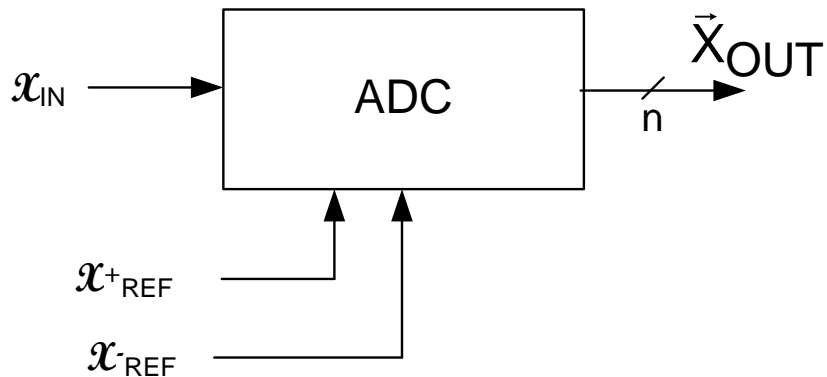 𝒳IN
ADC
X⃗OUT
n
𝒳+REF
𝒳-REF